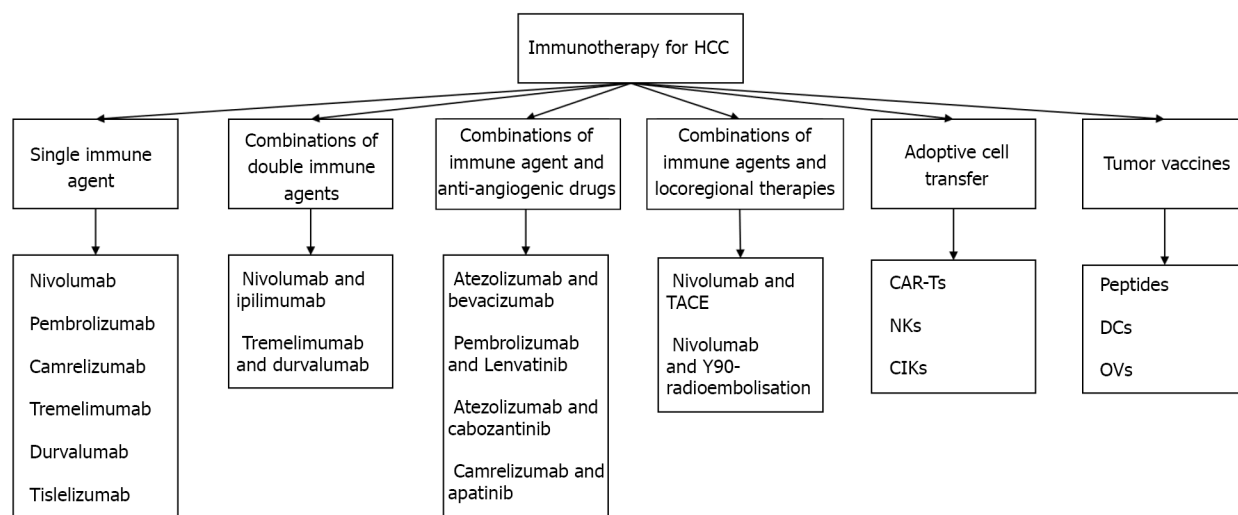 Immunotherapy for HCC
Single immune
agent
Combinations of
double immune
agents
Combinations of
immune agent and
anti-angiogenic drugs
Combinations of
immune agents and
locoregional therapies
Adoptive cell
transfer
Tumor vaccines
Nivolumab
Pembrolizumab
Camrelizumab
Tremelimumab
Durvalumab
Tislelizumab
Nivolumab and
ipilimumab
Tremelimumab
and durvalumab
Atezolizumab and
bevacizumab
Pembrolizumab
and Lenvatinib
Atezolizumab and
cabozantinib
Camrelizumab and
apatinib
Nivolumab and
TACE
Nivolumab
and Y90-
radioembolisation
CAR-Ts
NKs
CIKs
Peptides
DCs
OVs